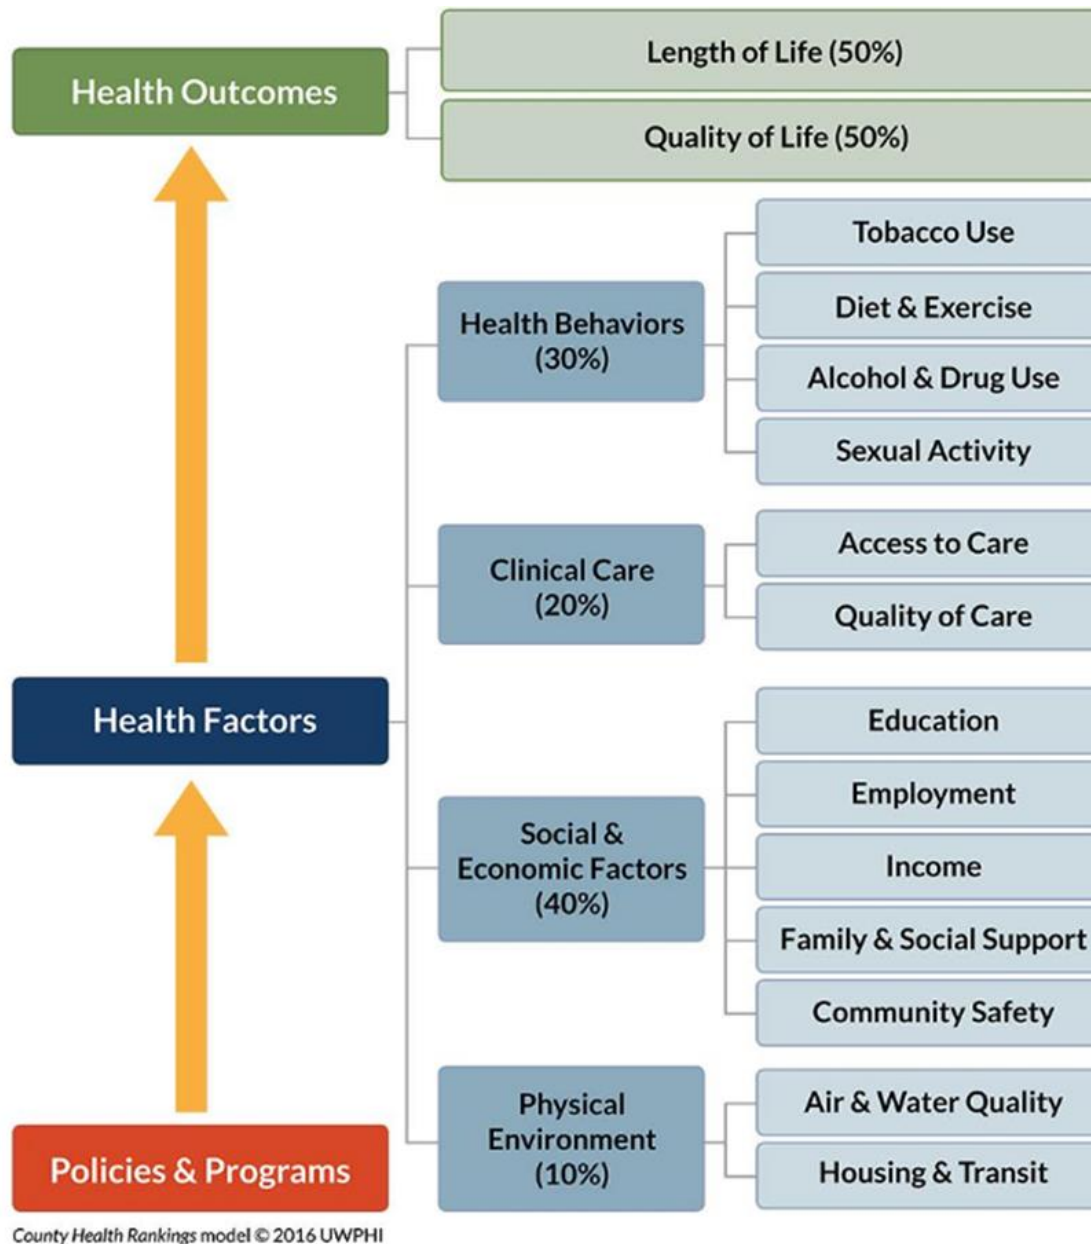 Health Outcomes
Length of Life (50%)
Quality of Life (50%)
Health Factors
Health Behaviors
(30%)
Tobacco Use
Diet & Exercise
Alcohol & Drug Use
Sexual Activity
Clinical Care
(20%)
Access to Care
Quality of Care
Social &
Economic Factors
(40%)
Education
Employment
Income
Family & Social Support
Community Safety
Physical
Environment
(10%)
Air & Water Quality
Housing & Transit
Policies & Programs
County Health Rankings model © 2016 UWPHI